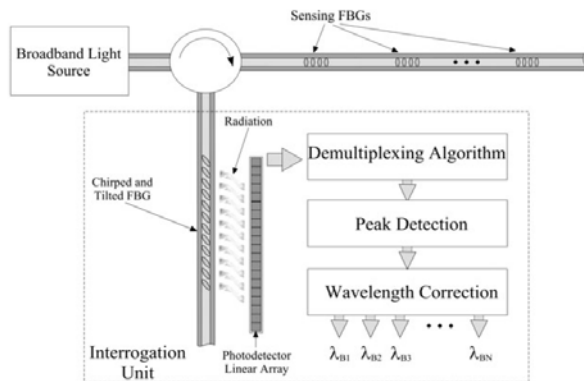 Sensing FBGs
Broadband Light
Source
Radiation
Chirped and
Tilted FBG
Demultiplexing Algorithm
Peak Detection
Wavelength Correction
λB1 λB2 λB3 ••• λBN
Interrogation
Unit
Photodetector
Linear Array